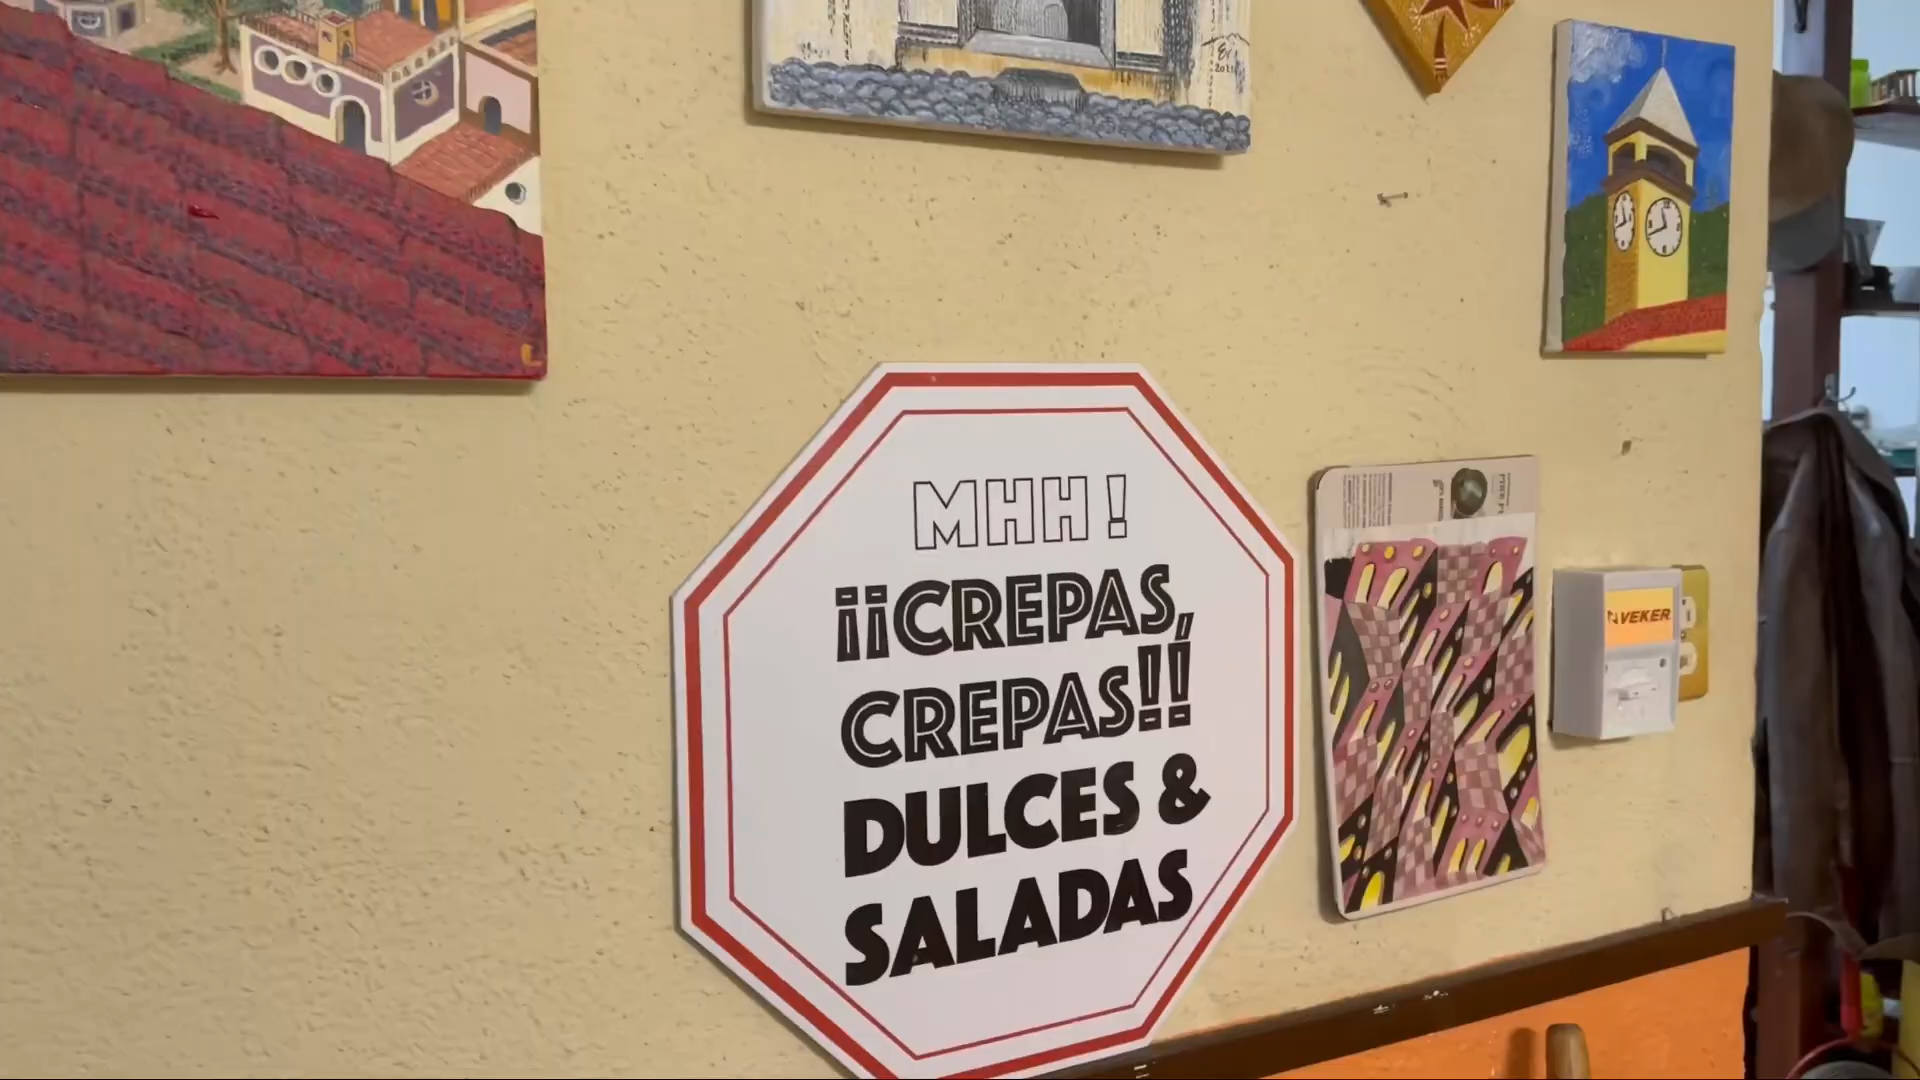 MHH!
¡¡CREPAS,
CREPAS!!
DULCES &
SALADAS
VEKER